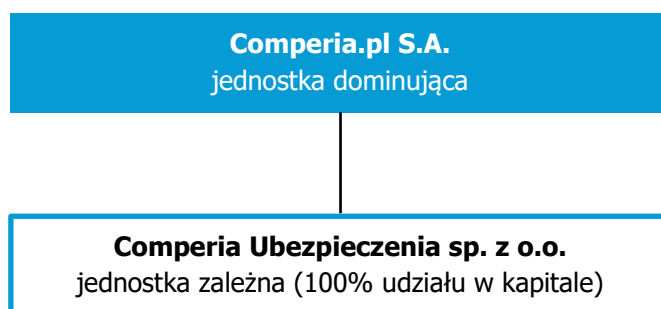 Comperia.pl S.A.
jednostka dominująca
Comperia Ubezpieczenia sp. z o.o.
jednostka zależna (100% udziału w kapitale)